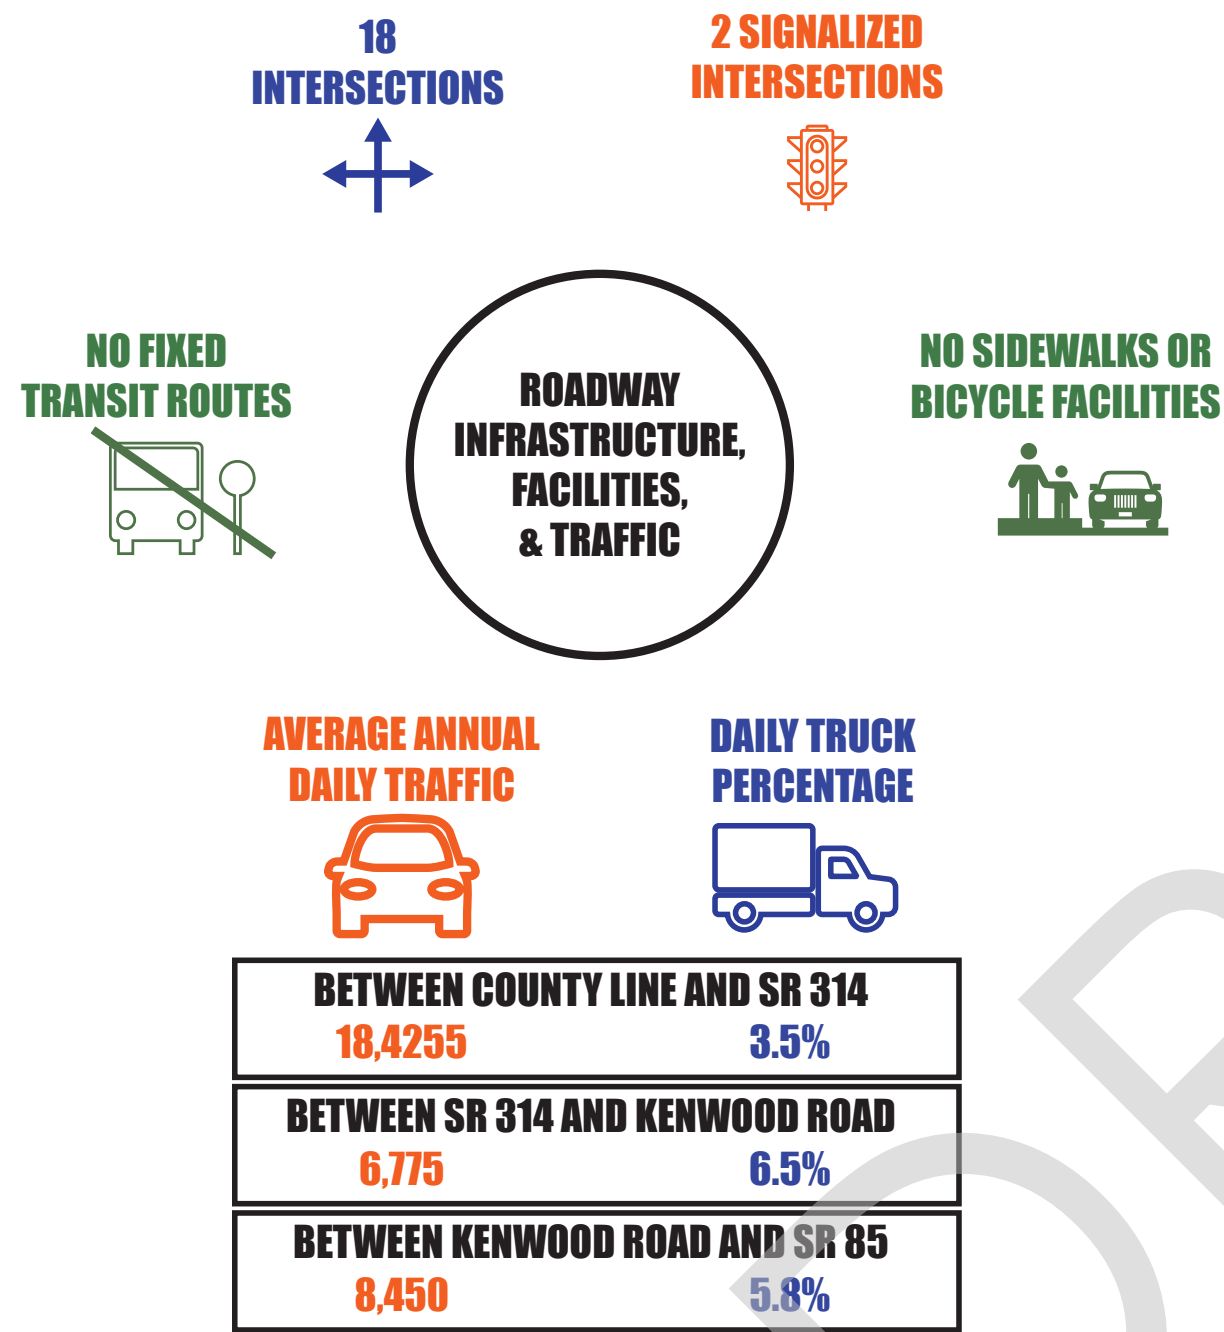 18
INTERSECTIONS
2 SIGNALIZED
INTERSECTIONS
NO FIXED
TRANSIT ROUTES
ROADWAY
INFRASTRUCTURE,
FACILITIES,
& TRAFFIC
NO SIDEWALKS OR
BICYCLE FACILITIES
AVERAGE ANNUAL
DAILY TRAFFIC
DAILY TRUCK
PERCENTAGE
BETWEEN COUNTY LINE AND SR 314
18,4255 3.5%
BETWEEN SR 314 AND KENWOOD ROAD
6,775 6.5%
BETWEEN KENWOOD ROAD AND SR 85
8,450 5.8%